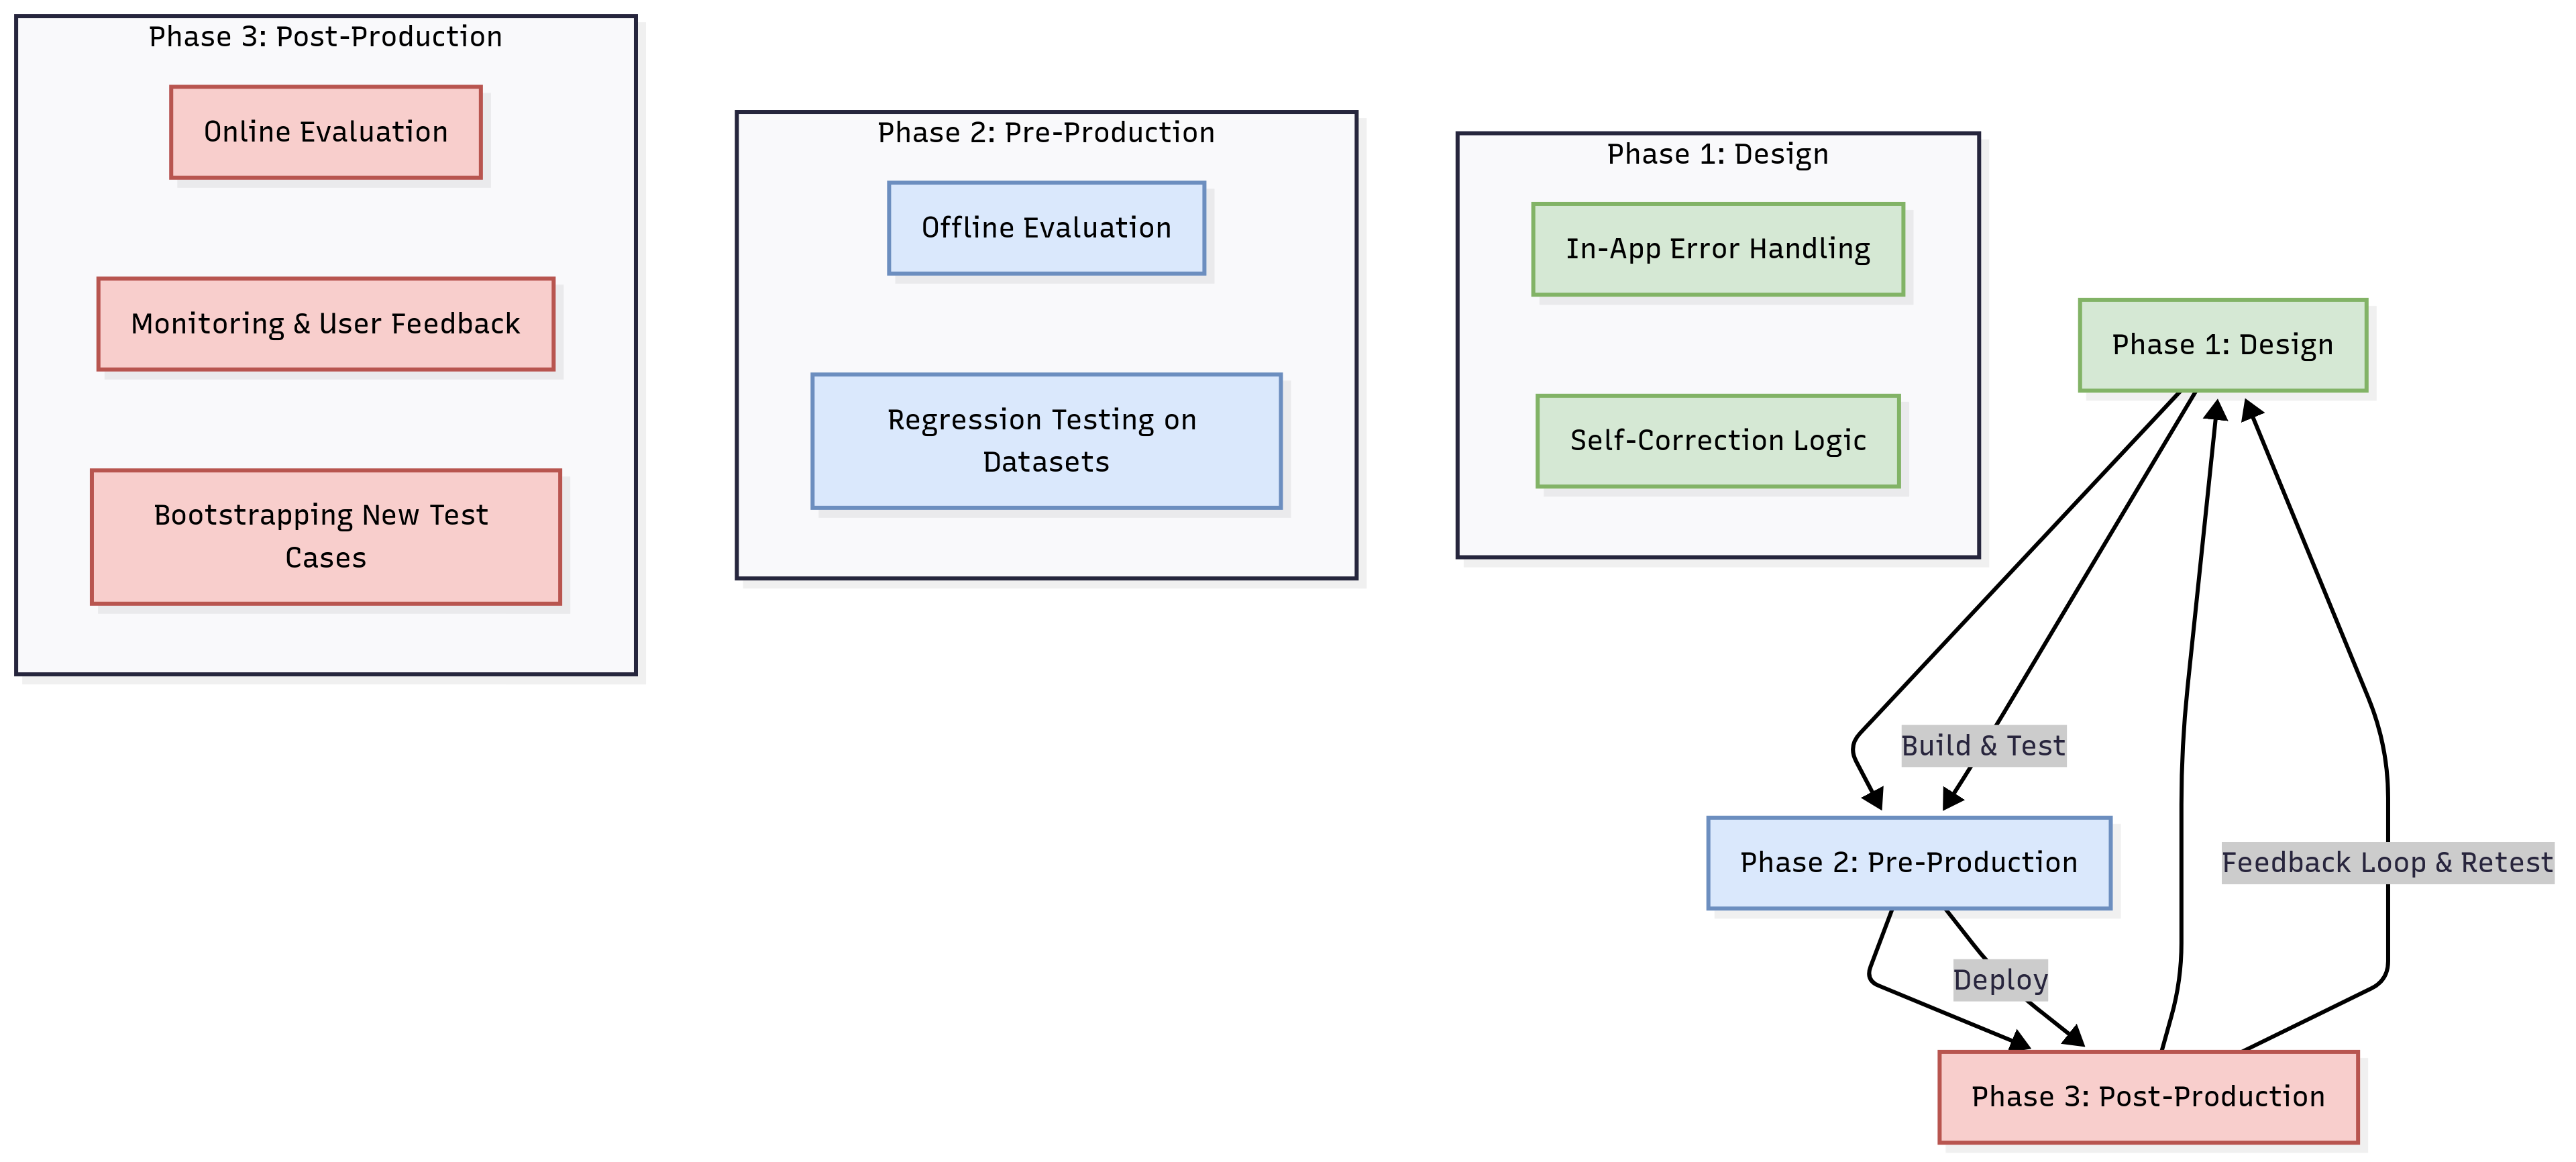 Phase 3: Post-Production
Online Evaluation
Monitoring & User Feedback
Bootstrapping New Test
Cases
Phase 2: Pre-Production
Offline Evaluation
Regression Testing on
Datasets
Phase 1: Design
In-App Error Handling
Self-Correction Logic
Phase 1: Design
Build & Test
Phase 2: Pre-Production
Feedback Loop & Retest
Deploy
Phase 3: Post-Production